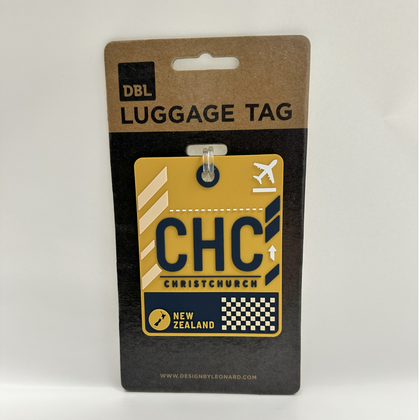 DBL
LUGGAGE TAG
CHC
CHRISTCHURCH
NEW
ZEALAND
WWW.DESIGNBYLEONARD.COM